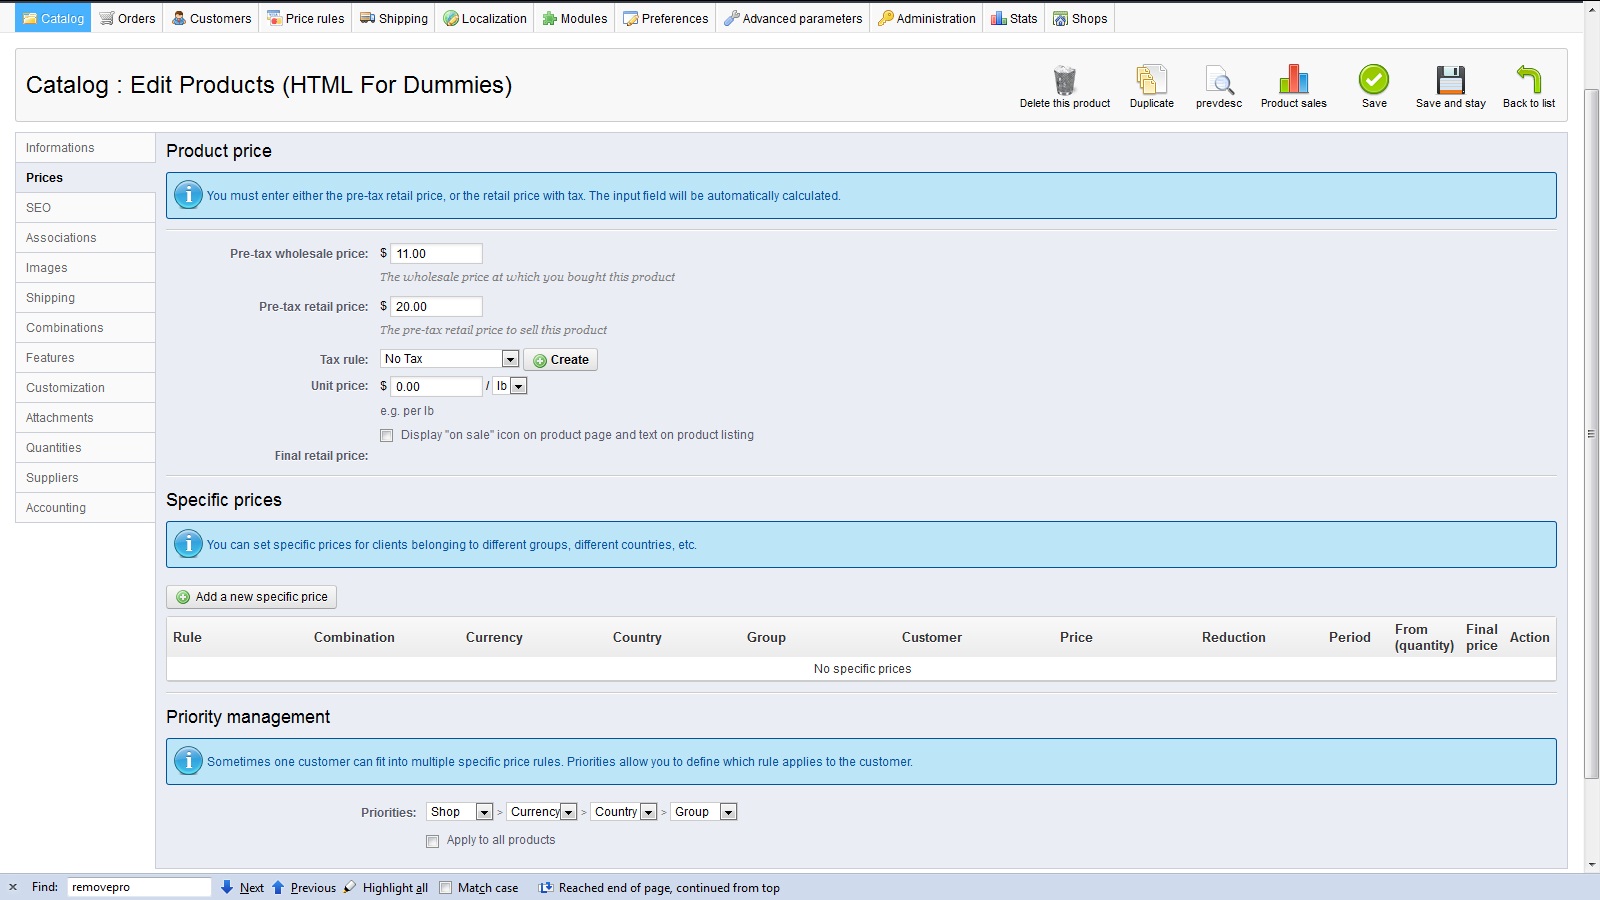 Catalog Orders Customers Price rules Shipping Localization Modules Preferences Advanced parameters Administration Stats Shops
Catalog : Edit Products (HTML For Dummies)
Delete this product Duplicate prevdesc Product sales Save Save and stay Back to list
Informations
Prices
SEO
Associations
Images
Shipping
Combinations
Features
Customization
Attachments
Quantities
Suppliers
Accounting
Product price
You must enter either the pre-tax retail price, or the retail price with tax. The input field will be automatically calculated.
Pre-tax wholesale price: $ 11.00
The wholesale price at which you bought this product
Pre-tax retail price: $ 20.00
The pre-tax retail price to sell this product
Tax rule: No Tax Create
Unit price: $ 0.00 / lb
e.g. per lb
Display "on sale" icon on product page and text on product listing
Final retail price:
Specific prices
You can set specific prices for clients belonging to different groups, different countries, etc.
Add a new specific price
Rule Combination Currency Country Group Customer Price Reduction Period From (quantity) Final price Action
No specific prices
Priority management
Sometimes one customer can fit into multiple specific price rules. Priorities allow you to define which rule applies to the customer.
Priorities: Shop > Currency > Country > Group
Apply to all products
× Find: removepro Next Previous Highlight all Match case Reached end of page, continued from top